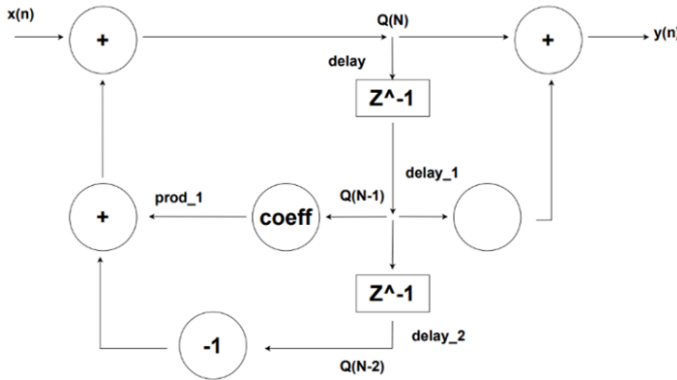 x(n)
Q(N)
y(n)
+
+
delay
Z^-1
prod_1
Q(N-1)
delay_1
+
coeff
Z^-1
-1
delay_2
Q(N-2)